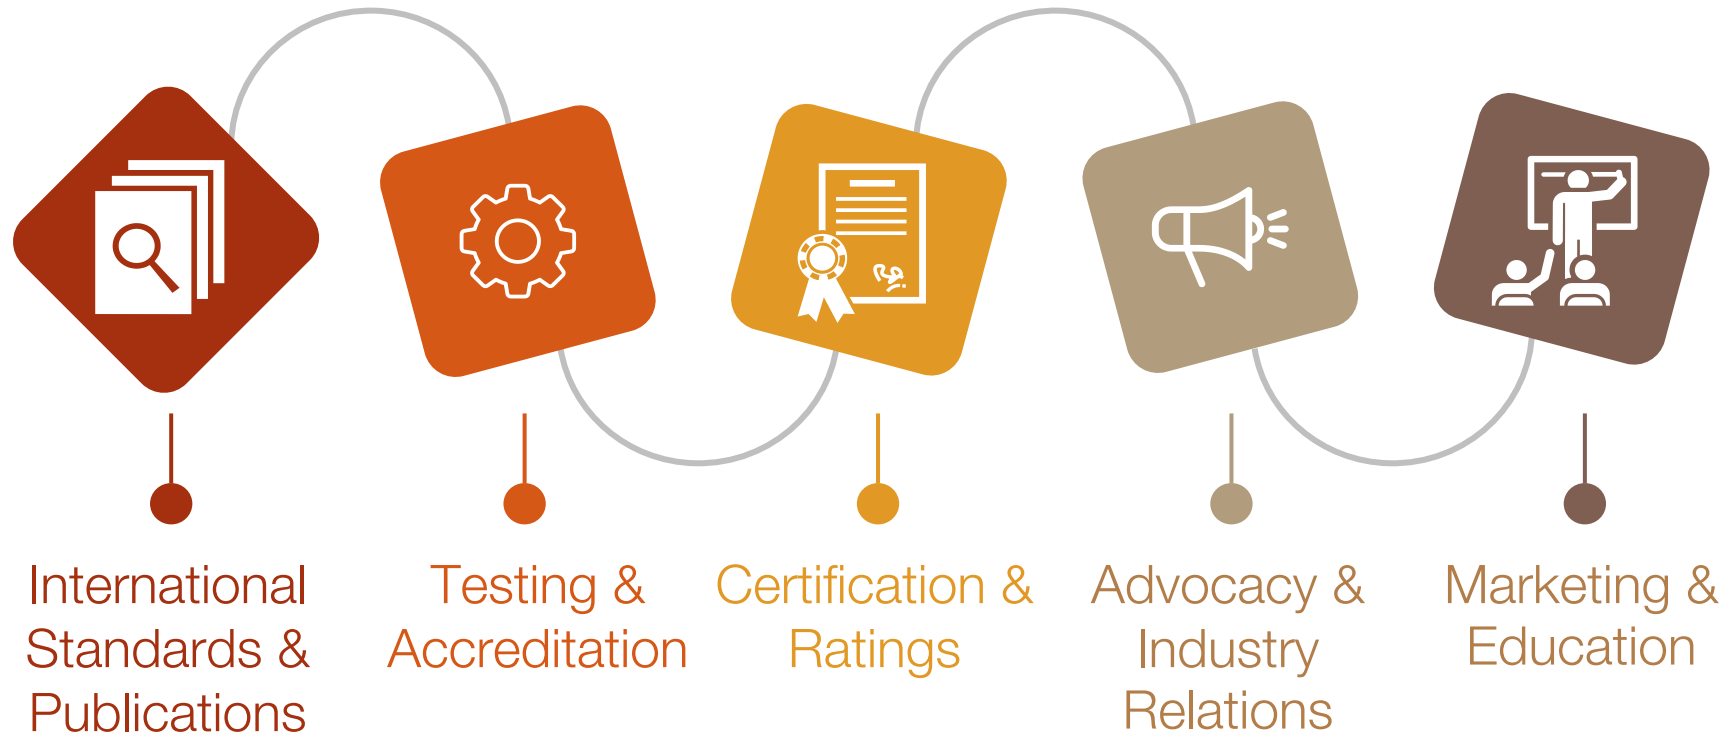 International
Standards &
Publications
Testing &
Accreditation
Certification &
Ratings
Advocacy &
Industry
Relations
Marketing &
Education